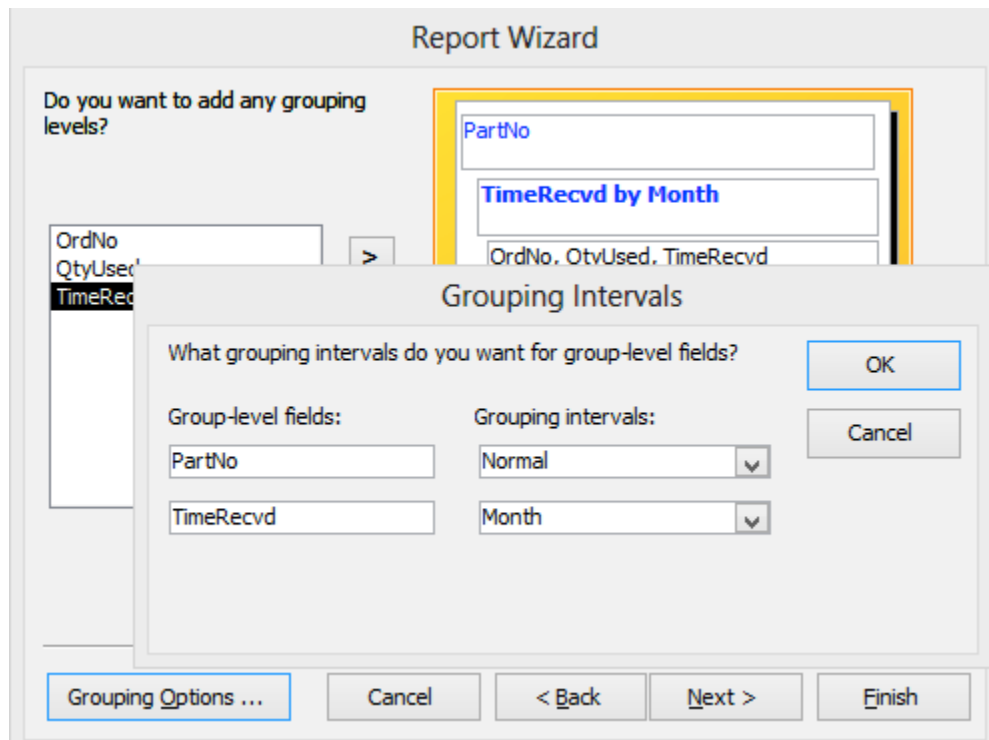 Report Wizard
Do you want to add any grouping
levels?
PartNo
TimeRecvd by Month
OrdNo, QtyUsed, TimeRecvd
OrdNo
>
QtyUsed
TimeRec
Grouping Intervals
What grouping intervals do you want for group-level fields?
OK
Cancel
Group-level fields:
Grouping intervals:
PartNo
Normal
TimeRecvd
Month
Grouping Options ...
Cancel
< Back
Next >
Finish